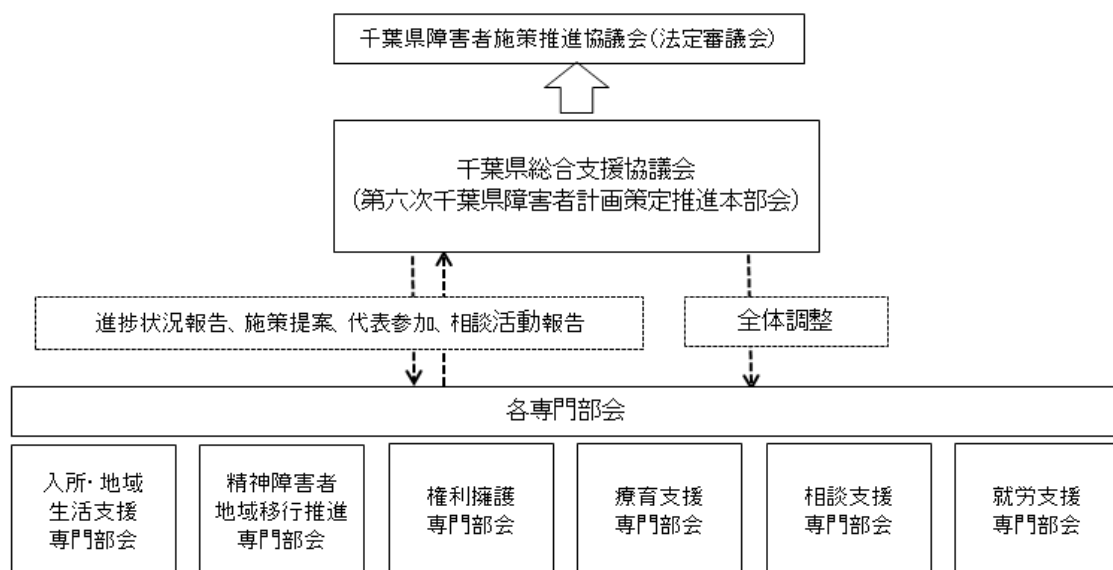 千葉県障害者施策推進協議会(法定審議会)
千葉県総合支援協議会
(第六次千葉県障害者計画策定推進本部会)
進捗状況報告、施策提案、代表参加、相談活動報告
全体調整
各専門部会
入所・地域
生活支援
専門部会
精神障害者
地域移行推進
専門部会
権利擁護
専門部会
療育支援
専門部会
相談支援
専門部会
就労支援
専門部会